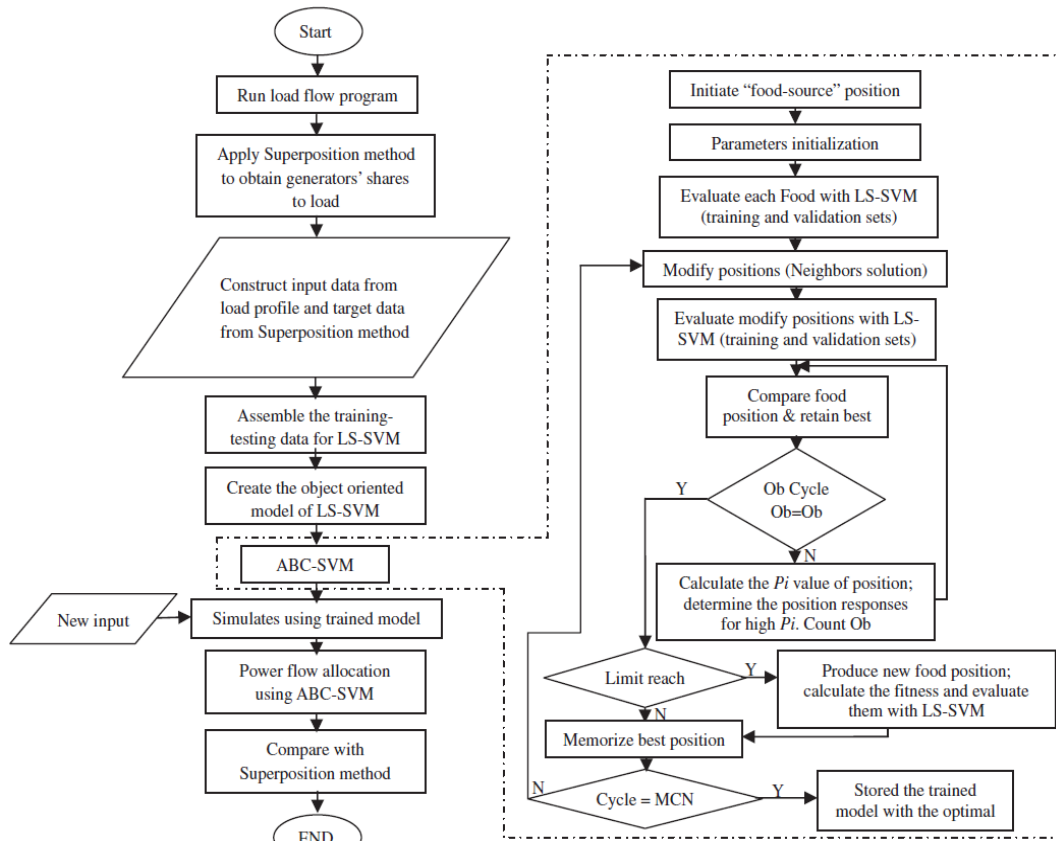 Start
Run load flow program
Apply Superposition method
to obtain generators' shares
to load
Construct input data from
load profile and target data
from Superposition method
Assemble the training-
testing data for LS-SVM
Create the object oriented
model of LS-SVM
ABC-SVM
New input
Simulates using trained model
Power flow allocation
using ABC-SVM
Compare with
Superposition method
END
Initiate “food-source” position
Parameters initialization
Evaluate each Food with LS-SVM
(training and validation sets)
Modify positions (Neighbors solution)
Evaluate modify positions with LS-
SVM (training and validation sets)
Compare food
position & retain best
Ob Cycle
Ob=Ob
Y
N
Calculate the Pi value of position;
determine the position responses
for high Pi. Count Ob
Limit reach
Y
N
Produce new food position;
calculate the fitness and evaluate
them with LS-SVM
Memorize best position
Cycle = MCN
N
Y
Stored the trained
model with the optimal